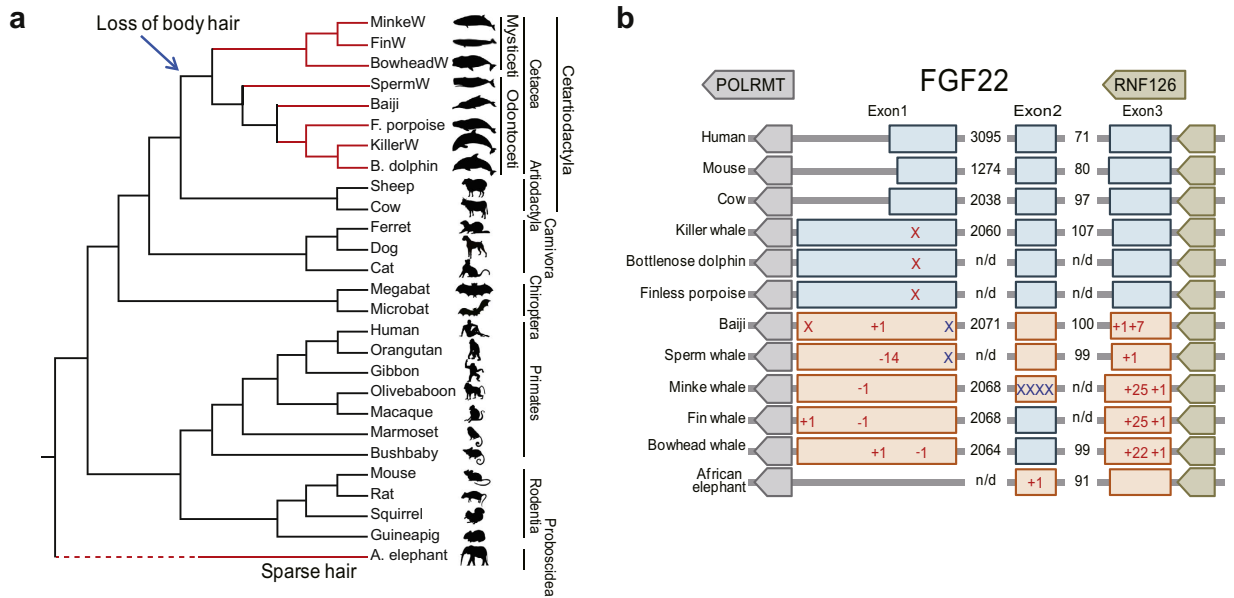 a
Loss of body hair
MinkeW
FinW
BowheadW
SpermW
Baiji
F. porpoise
KillerW
B. dolphin
Sheep
Cow
Ferret
Dog
Cat
Megabat
Microbat
Human
Orangutan
Gibbon
Olivebaboon
Macaque
Marmoset
Bushbaby
Mouse
Rat
Squirrel
Guineapig
A. elephant
Sparse hair
Mysticeti
Odontoceti
Cetacea
Artiodactyla
Cetartiodactyla
Carnivora
Chiroptera
Primates
Rodentia
Proboscidea
b
POLRMT FGF22 RNF126
Exon1 Exon2 Exon3
Human 3095 71
Mouse 1274 80
Cow 2038 97
Killer whale X 2060 107
Bottlenose dolphin X n/d n/d
Finless porpoise X n/d n/d
Baiji X +1 X 2071 100 +1+7
Sperm whale -14 X n/d 99 +1
Minke whale -1 2068 XXXX n/d +25 +1
Fin whale +1 -1 2068 n/d +25 +1
Bowhead whale +1 -1 2064 99 +22 +1
African
elephant n/d +1 91